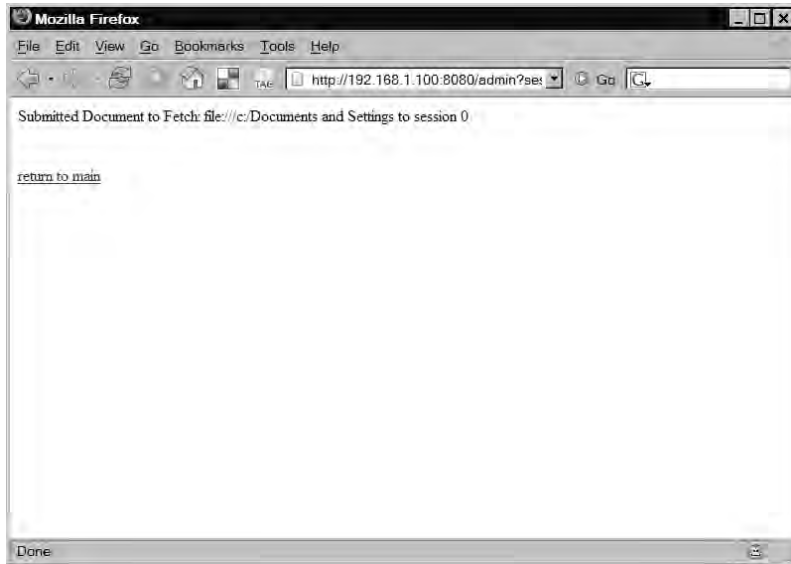 Mozilla Firefox
File Edit View Go Bookmarks Tools Help
TAG http://192.168.1.100:8080/admin?ses Go G
Submitted Document to Fetch: file:///c:/Documents and Settings to session 0
return to main
Done